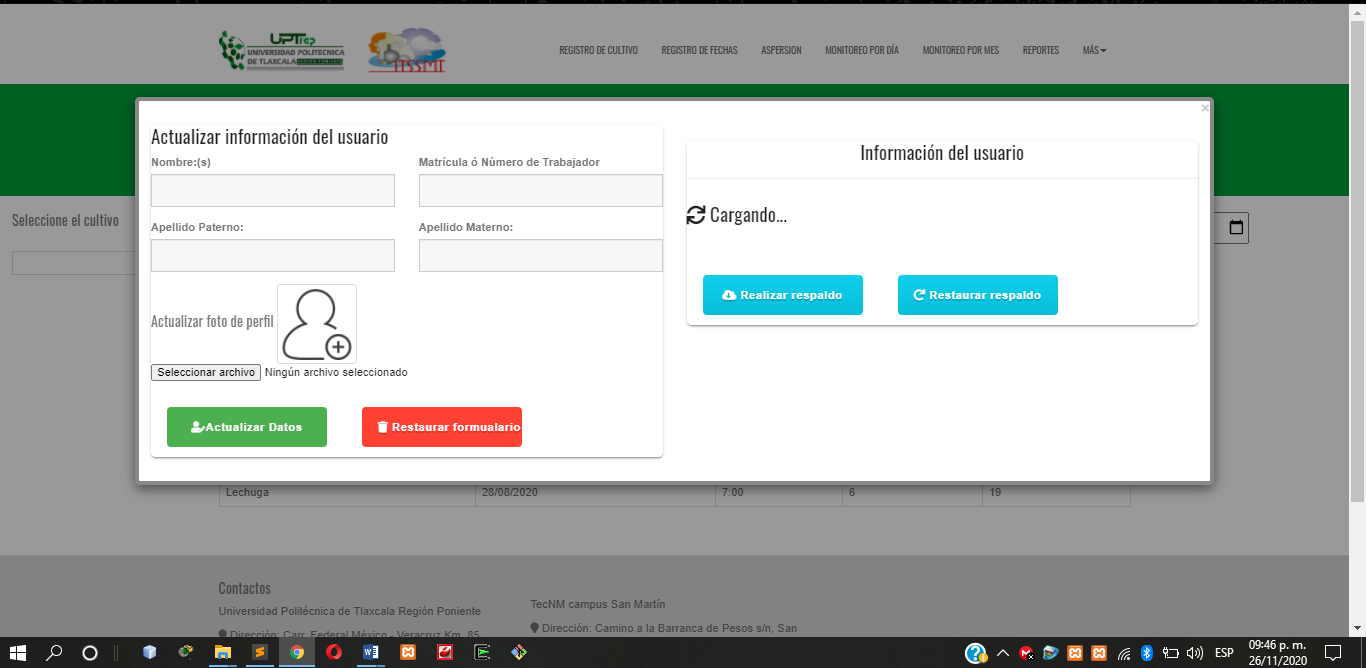 UPTrep
UNIVERSIDAD POLITECNICA
DE TLAXCALA REGIÓN PONIENTE
ITSSMT
REGISTRO DE CULTIVO REGISTRO DE FECHAS ASPERSION MONITOREO POR DÍA MONITOREO POR MES REPORTES MÁS
×
Actualizar información del usuario
Nombre:(s) Matrícula ó Número de Trabajador
Apellido Paterno: Apellido Materno:
Actualizar foto de perfil
Seleccionar archivo Ningún archivo seleccionado
Actualizar Datos Restaurar formualario
Información del usuario
Cargando...
Realizar respaldo Restaurar respaldo
Seleccione el cultivo
Lechuga 28/08/2020 7:00 6 19
Contactos
Universidad Politécnica de Tlaxcala Región Poniente
Dirección: Carr. Federal México - Veracruz Km. 85
TecNM campus San Martín
Dirección: Camino a la Barranca de Pesos s/n, San
ESP
09:46 p. m.
26/11/2020